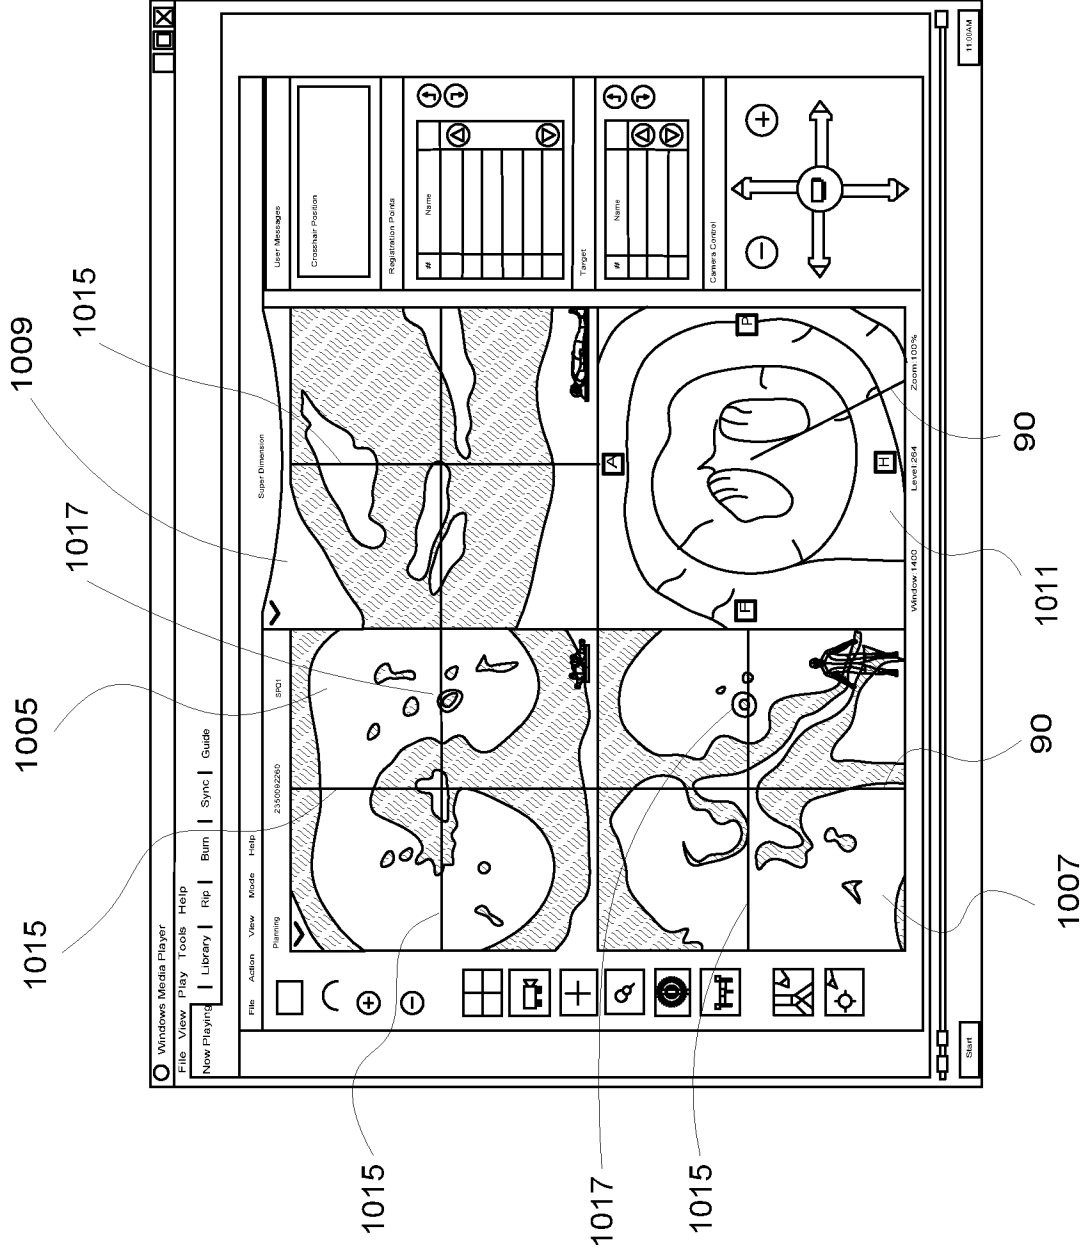 Windows Media Player
File View Play Tools Help
Now Playing | Library | Rip | Burn | Sync | Guide
File Action View Mode Help
Planning 2350092260 SPQ1 Super Dimension
User Messages
Crosshair Position
Registration Points
# Name
Target
# Name
Camera Control
A
F
P
H
Window:1400 Level:264 Zoom:100%
Start
11:00AM
1015
1005
1017
1009
1015
1015
1017
1015
1007
90
1011
90